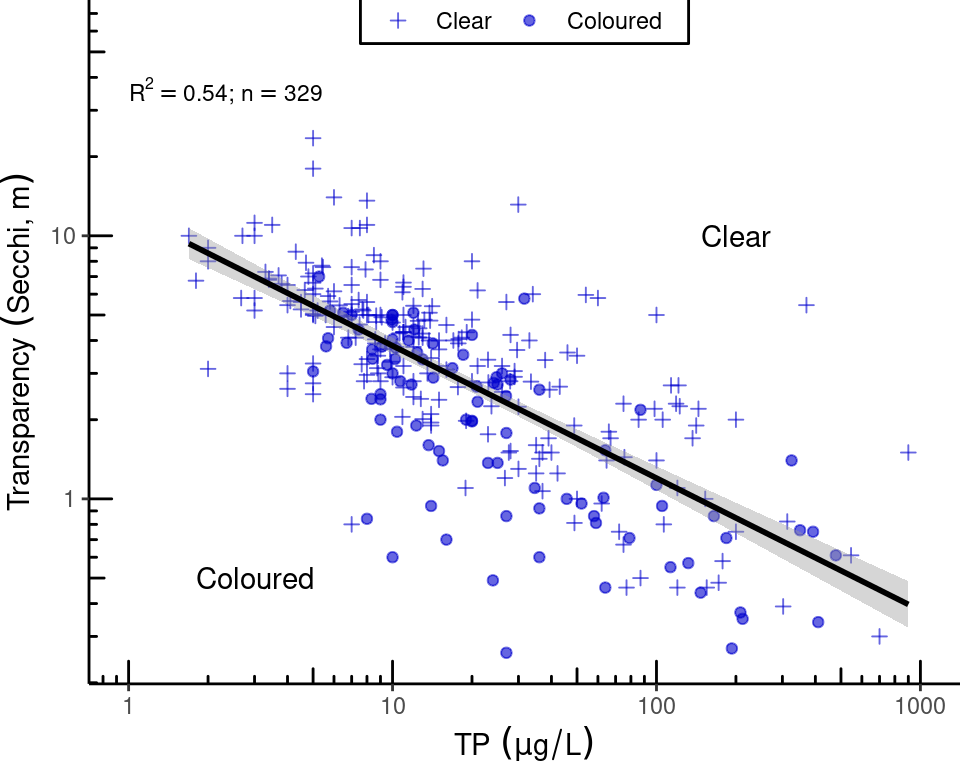 Clear Coloured
R² = 0.54; n = 329
Transparency (Secchi, m)
Clear
10
1
Coloured
1 10 100 1000
TP (µg/L)